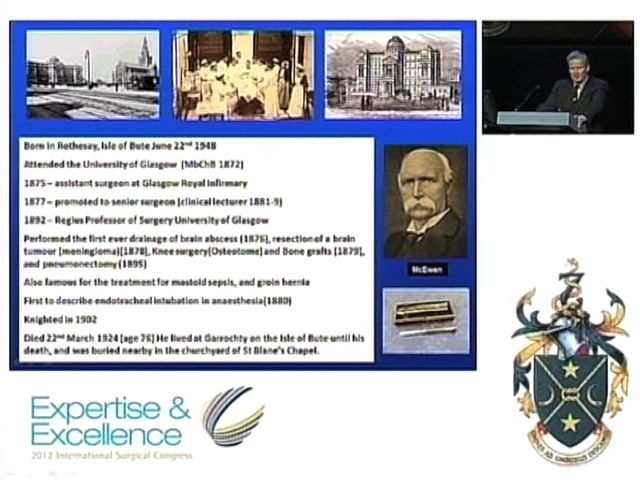 Born in Rothesay, Isle of Bute June 22nd 1948
Attended the University of Glasgow (MbChB 1872)
1875 – assistant surgeon at Glasgow Royal Infirmary
1877 – promoted to senior surgeon (clinical lecturer 1881-9)
1892 – Regius Professor of Surgery University of Glasgow
Performed the first ever drainage of brain abscess (1876), resection of a brain
tumour (meningioma)(1878), Knee surgery(Osteotome) and Bone grafts (1879),
and pneumonectomy (1895)
Also famous for the treatment for mastoid sepsis, and groin hernia
First to describe endotracheal intubation in anaesthesia(1880)
Knighted in 1902
Died 22nd March 1924 (age 76) He lived at Garrochty on the Isle of Bute until his
death, and was buried nearby in the churchyard of St Blane's Chapel.
McEwen
Expertise &
Excellence
2012 International Surgical Congress